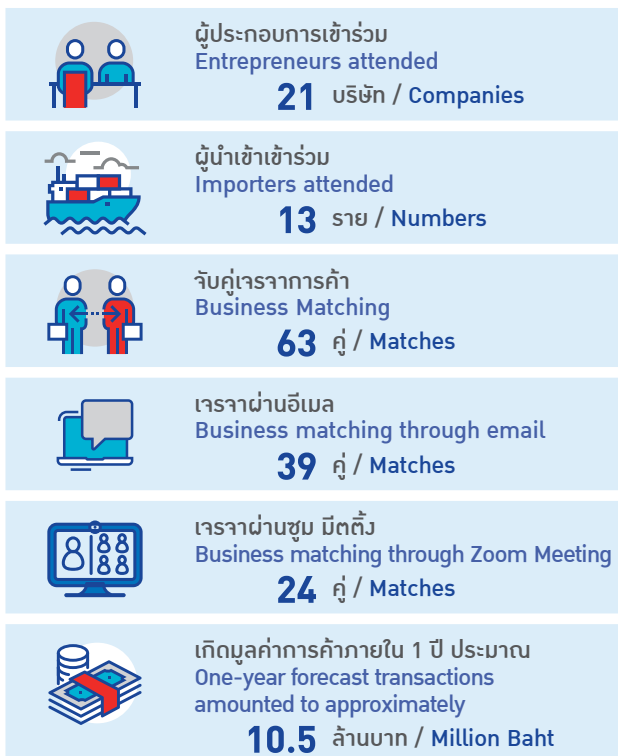 ผู้ประกอบการเข้าร่วม
Entrepreneurs attended
21 บริษัท / Companies
ผู้นำเข้าเข้าร่วม
Importers attended
13 ราย / Numbers
จับคู่เจรจาการค้า
Business Matching
63 คู่ / Matches
เจรจาผ่านอีเมล
Business matching through email
39 คู่ / Matches
เจรจาผ่านซูม มีตติ้ง
Business matching through Zoom Meeting
24 คู่ / Matches
เกิดมูลค่าการค้าภายใน 1 ปี ประมาณ
One-year forecast transactions
amounted to approximately
10.5 ล้านบาท / Million Baht